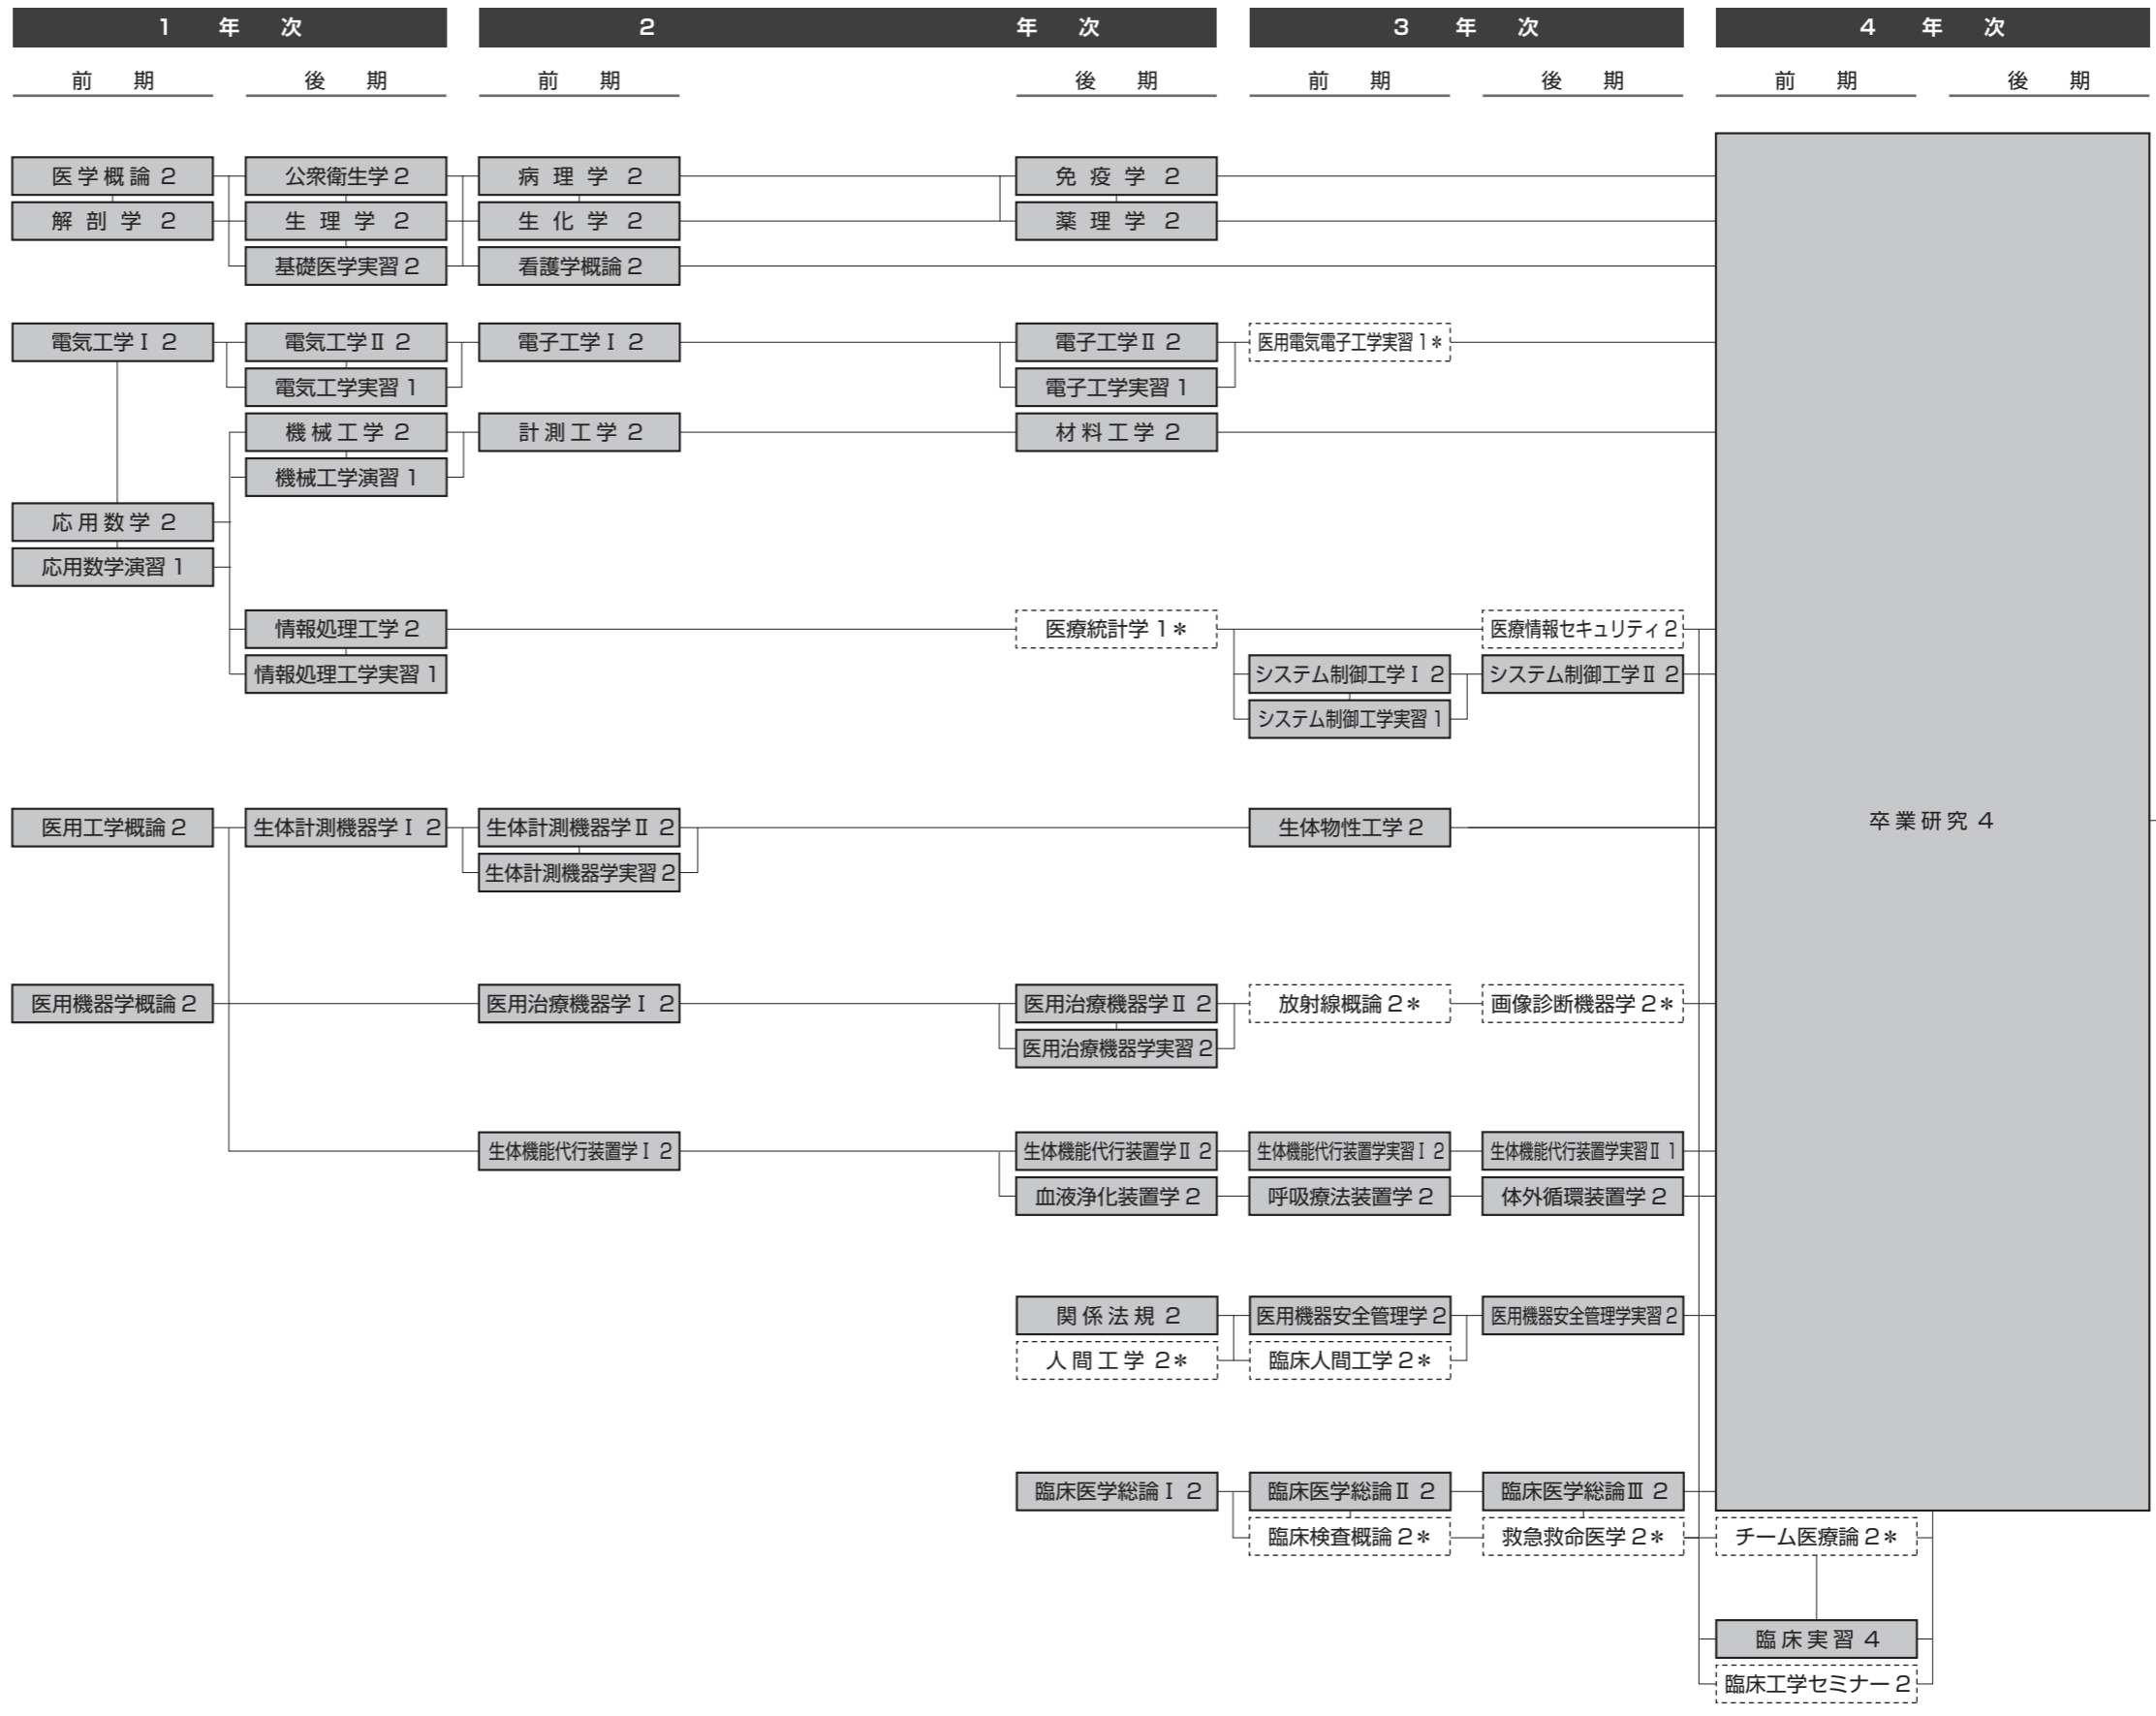 1 年 次
2 年 次
3 年 次
4 年 次
前 期
後 期
前 期
後 期
前 期
後 期
前 期
後 期
医学概論 2
公衆衛生学 2
病理学 2
免疫学 2
解剖学 2
生理学 2
生化学 2
薬理学 2
基礎医学実習 2
看護学概論 2
電気工学Ⅰ 2
電気工学Ⅱ 2
電子工学Ⅰ 2
電子工学Ⅱ 2
医用電気電子工学実習 1＊
電気工学実習 1
電子工学実習 1
機械工学 2
計測工学 2
材料工学 2
機械工学演習 1
応用数学 2
応用数学演習 1
情報処理工学 2
医療統計学 1＊
医療情報セキュリティ 2
情報処理工学実習 1
システム制御工学Ⅰ 2
システム制御工学Ⅱ 2
システム制御工学実習 1
卒業研究 4
医用工学概論 2
生体計測機器学Ⅰ 2
生体計測機器学Ⅱ 2
生体物性工学 2
生体計測機器学実習 2
医用機器学概論 2
医用治療機器学Ⅰ 2
医用治療機器学Ⅱ 2
放射線概論 2＊
画像診断機器学 2＊
医用治療機器学実習 2
生体機能代行装置学Ⅰ 2
生体機能代行装置学Ⅱ 2
生体機能代行装置学実習Ⅰ 2
生体機能代行装置学実習Ⅱ 1
血液浄化装置学 2
呼吸療法装置学 2
体外循環装置学 2
関係法規 2
医用機器安全管理学 2
医用機器安全管理学実習 2
人間工学 2＊
臨床人間工学 2＊
臨床医学総論Ⅰ 2
臨床医学総論Ⅱ 2
臨床医学総論Ⅲ 2
臨床検査概論 2＊
救急救命医学 2＊
チーム医療論 2＊
臨床実習 4
臨床工学セミナー 2